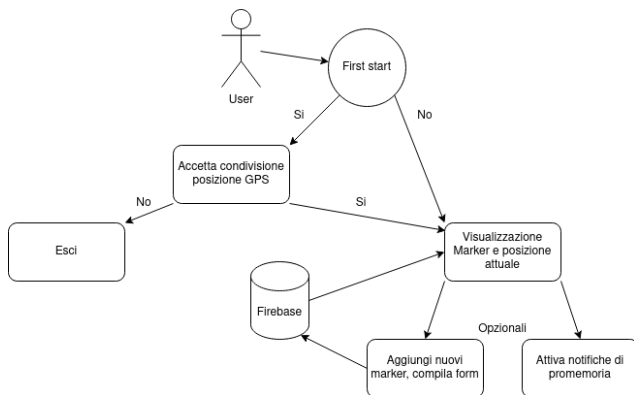 First start
User
Si
No
Accetta condivisione
posizione GPS
No
Si
Esci
Visualizzazione
Marker e posizione
attuale
Firebase
Opzionali
Aggiungi nuovi
marker, compila form
Attiva notifiche di
promemoria